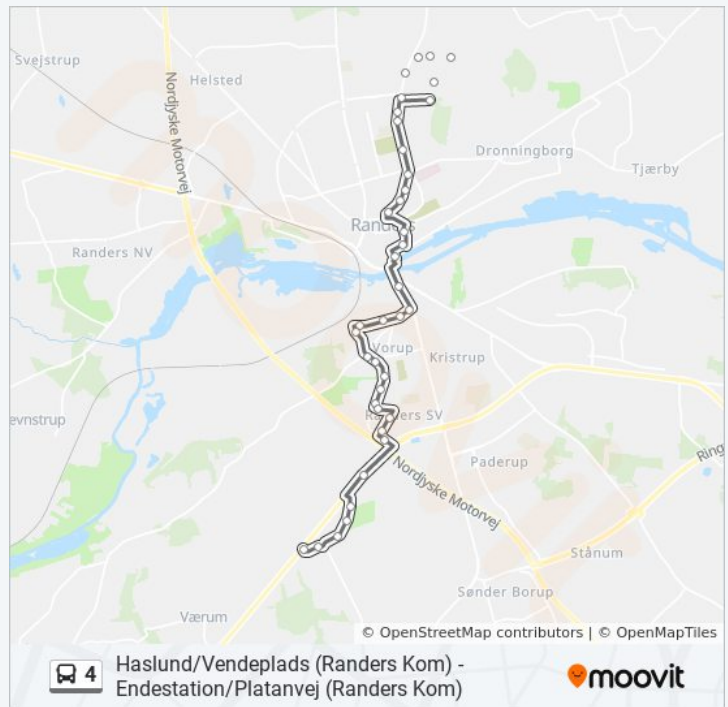 Svejstrup
Helsted
Nordjyske Motorvej
Dronningborg
Tjærby
Randers
Randers NV
Vorup
Kristrup
evnstrup
Randers SV
Ring
Paderup
Nordjyske Motorvej
Stånum
Sønder Borup
Værum
© OpenStreetMap contributors | © OpenMapTiles
4
Haslund/Vendeplads (Randers Kom) -
Endestation/Platanvej (Randers Kom)
moovit